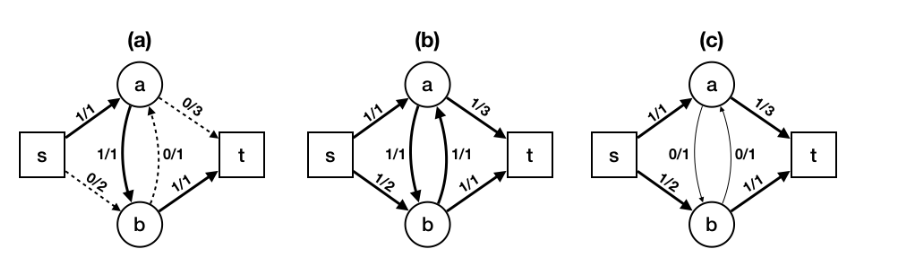 (a) (b) (c)
a a a
1/1 0/3 1/1 1/3 1/1 1/3
s 1/1 0/1 t s 1/1 1/1 t s 0/1 0/1 t
0/2 1/1 1/2 1/1 1/2 1/1
b b b